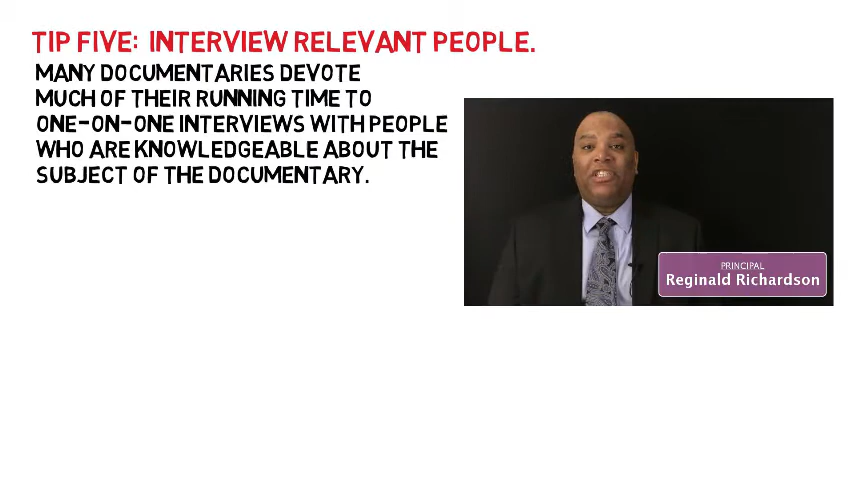 TIP FIVE: INTERVIEW RELEVANT PEOPLE.
MANY DOCUMENTARIES DEVOTE
MUCH OF THEIR RUNNING TIME TO
ONE-ON-ONE INTERVIEWS WITH PEOPLE
WHO ARE KNOWLEDGEABLE ABOUT THE
SUBJECT OF THE DOCUMENTARY.
PRINCIPAL
Reginald Richardson